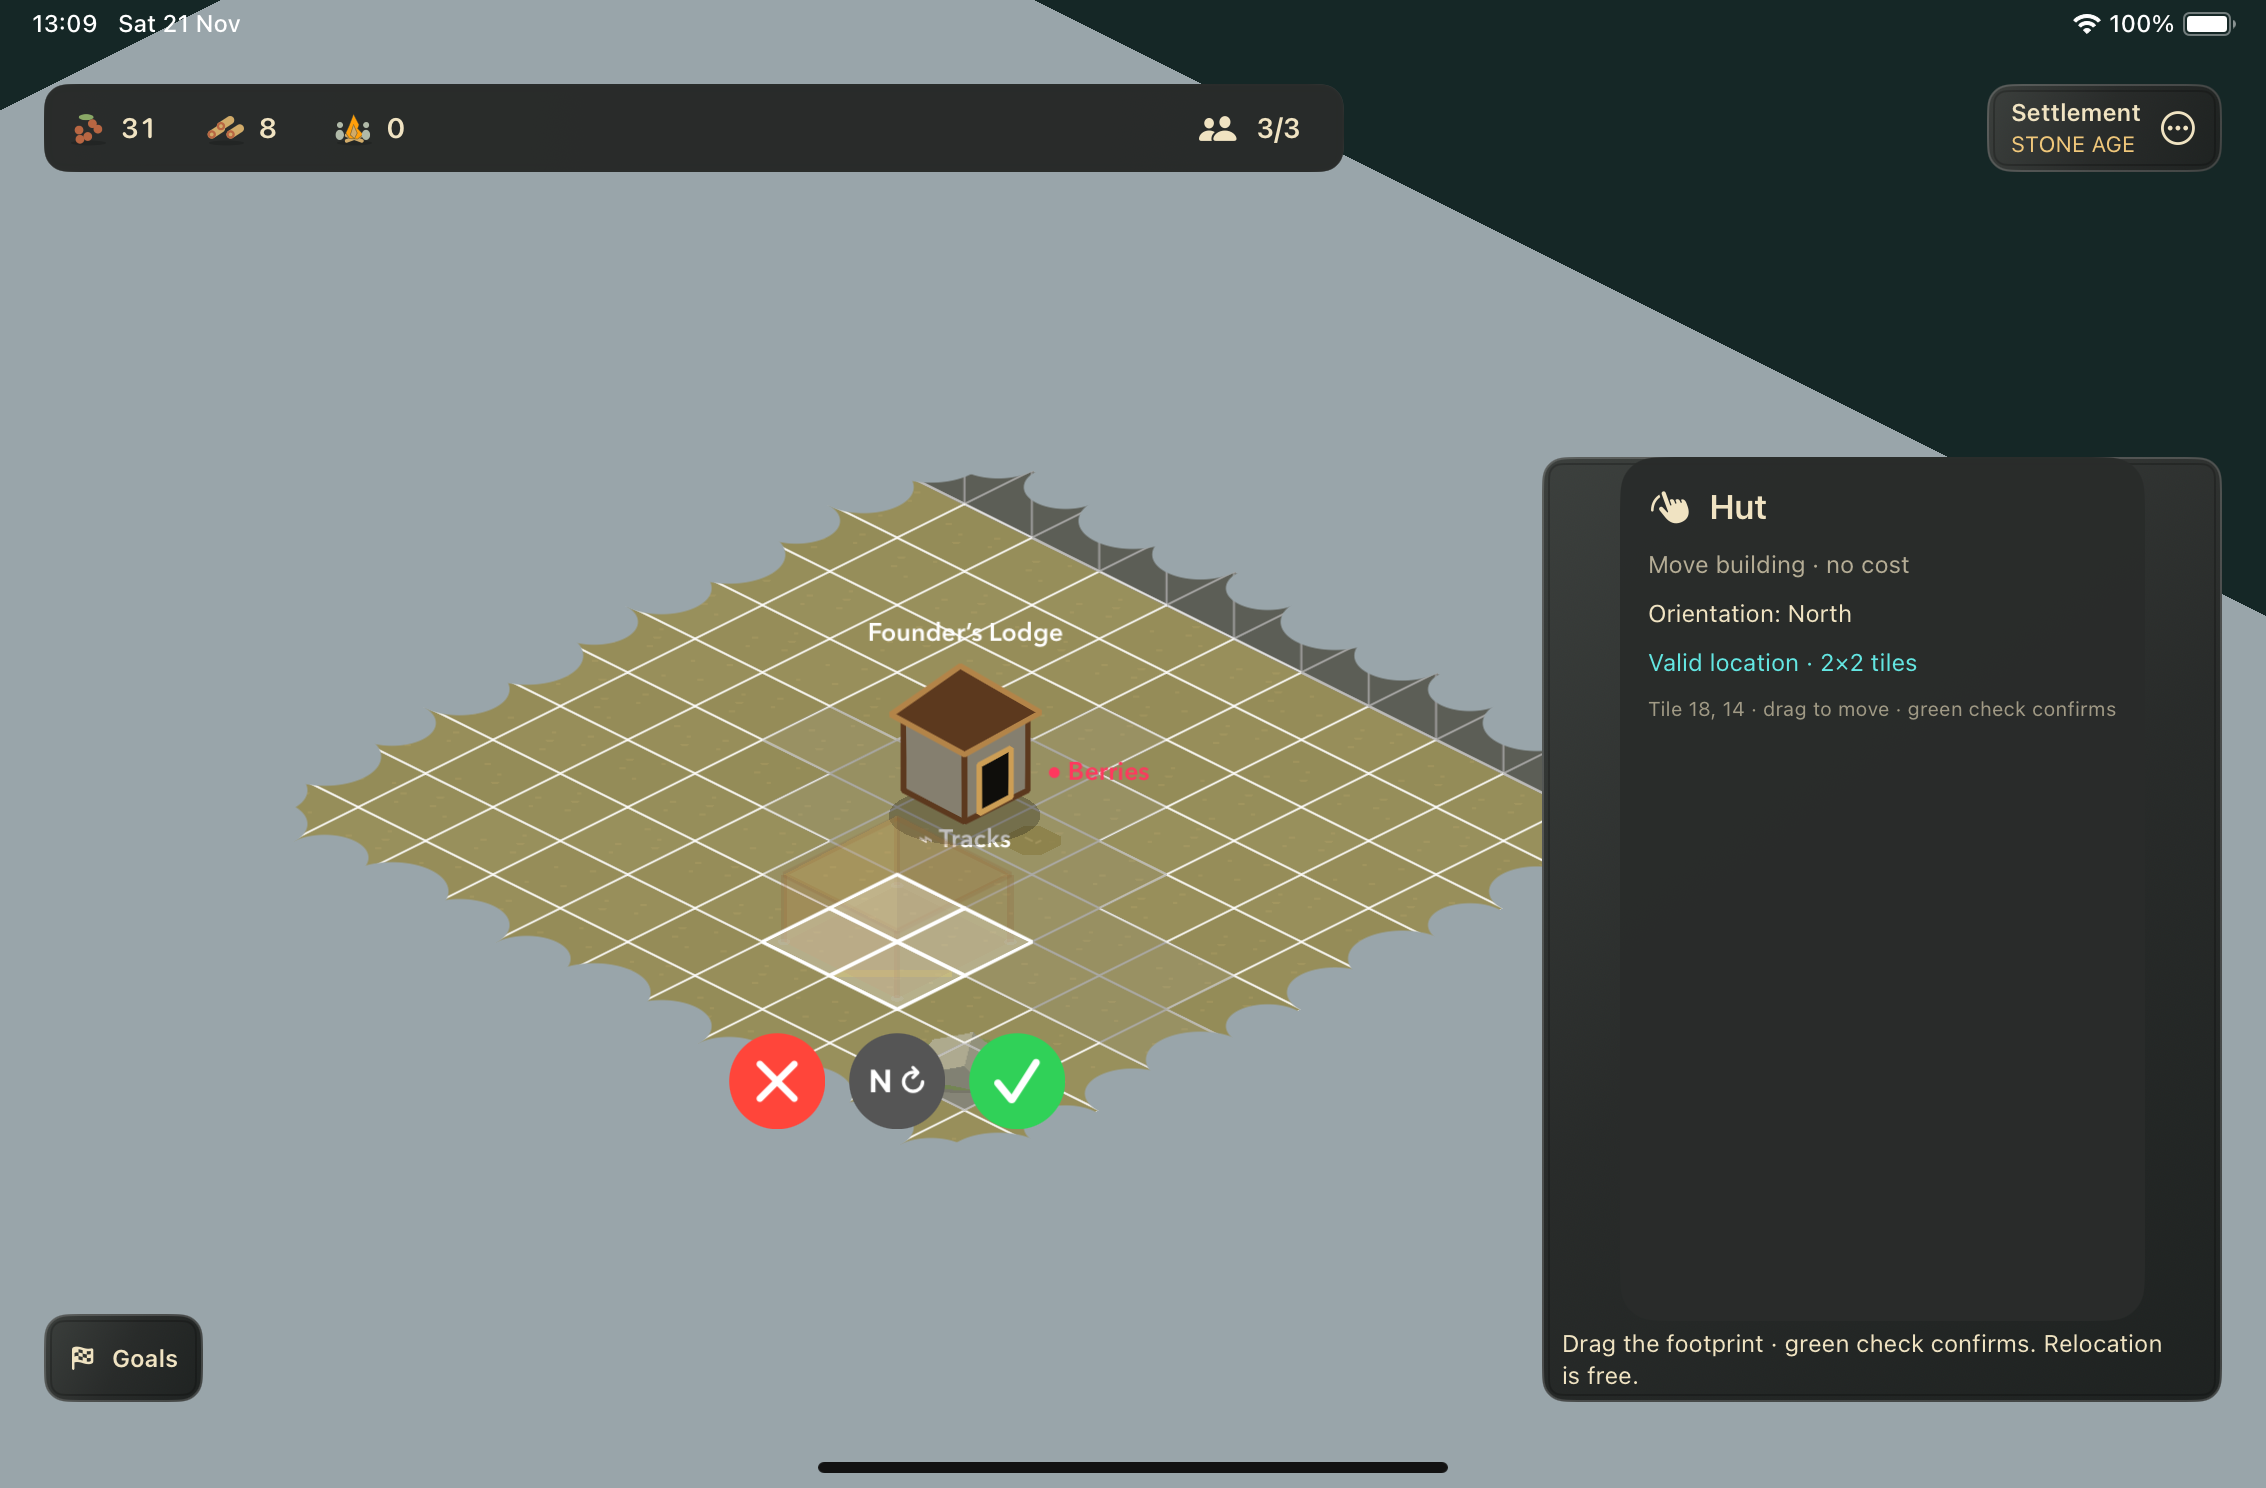 13:09 Sat 21 Nov
100%
31 8 0 3/3
Settlement
STONE AGE
Hut
Move building · no cost
Orientation: North
Valid location · 2×2 tiles
Tile 18, 14 · drag to move · green check confirms
Founder’s Lodge
• Berries
Tracks
N
Goals
Drag the footprint · green check confirms. Relocation
is free.